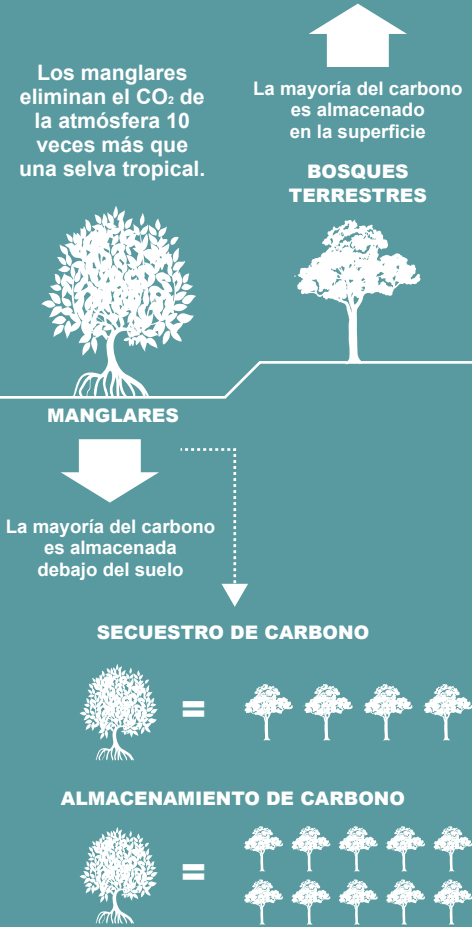 Los manglares
eliminan el CO₂ de
la atmósfera 10
veces más que
una selva tropical.
La mayoría del carbono
es almacenado
en la superficie
BOSQUES
TERRESTRES
MANGLARES
La mayoría del carbono
es almacenada
debajo del suelo
SECUESTRO DE CARBONO
=
ALMACENAMIENTO DE CARBONO
=